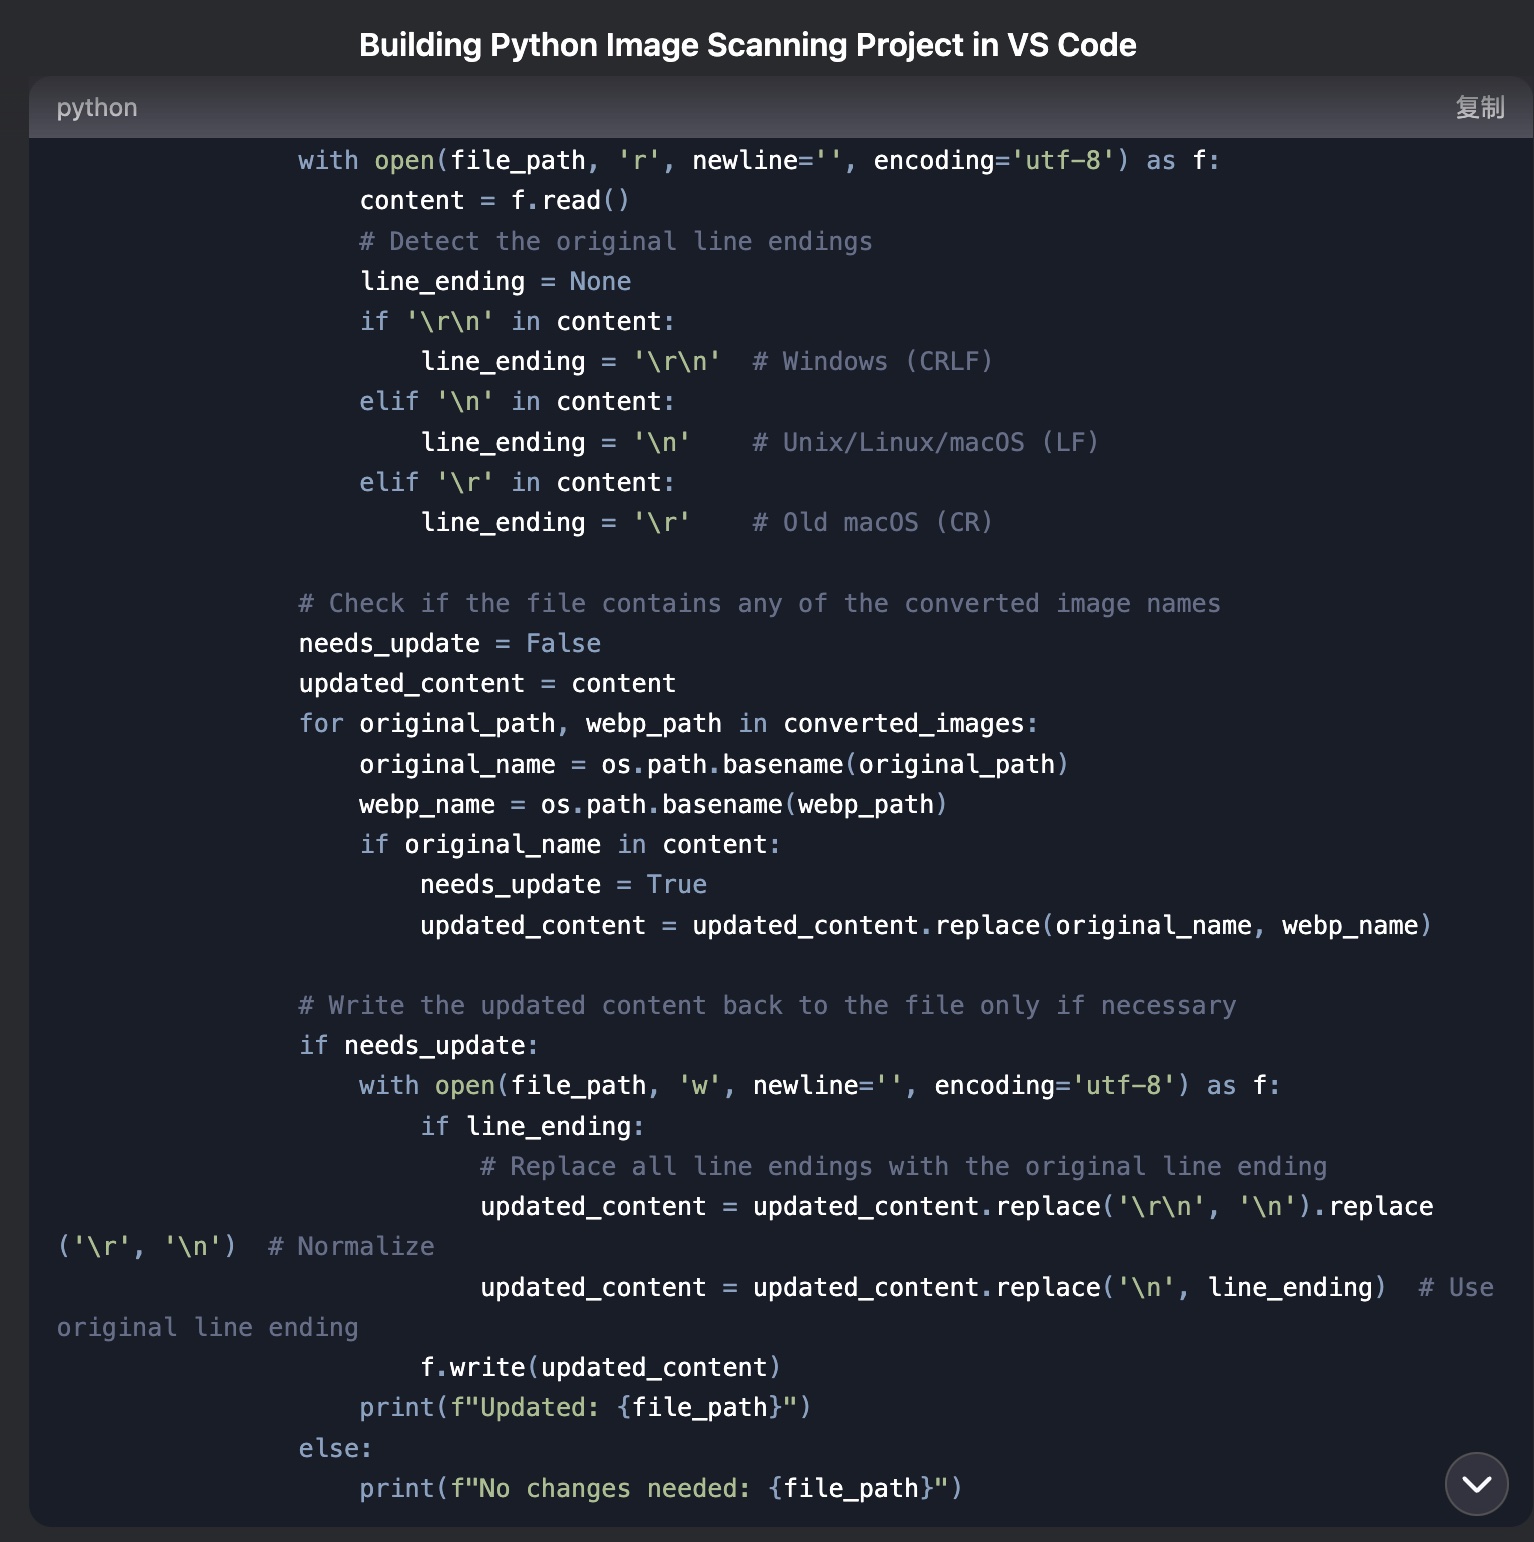 Building Python Image Scanning Project in VS Code
python
复制
with open(file_path, 'r', newline='', encoding='utf-8') as f:
content = f.read()
# Detect the original line endings
line_ending = None
if '\r\n' in content:
line_ending = '\r\n'  # Windows (CRLF)
elif '\n' in content:
line_ending = '\n'    # Unix/Linux/macOS (LF)
elif '\r' in content:
line_ending = '\r'    # Old macOS (CR)
# Check if the file contains any of the converted image names
needs_update = False
updated_content = content
for original_path, webp_path in converted_images:
original_name = os.path.basename(original_path)
webp_name = os.path.basename(webp_path)
if original_name in content:
needs_update = True
updated_content = updated_content.replace(original_name, webp_name)
# Write the updated content back to the file only if necessary
if needs_update:
with open(file_path, 'w', newline='', encoding='utf-8') as f:
if line_ending:
# Replace all line endings with the original line ending
updated_content = updated_content.replace('\r\n', '\n').replace
('\r', '\n')  # Normalize
updated_content = updated_content.replace('\n', line_ending)  # Use
original line ending
f.write(updated_content)
print(f"Updated: {file_path}")
else:
print(f"No changes needed: {file_path}")